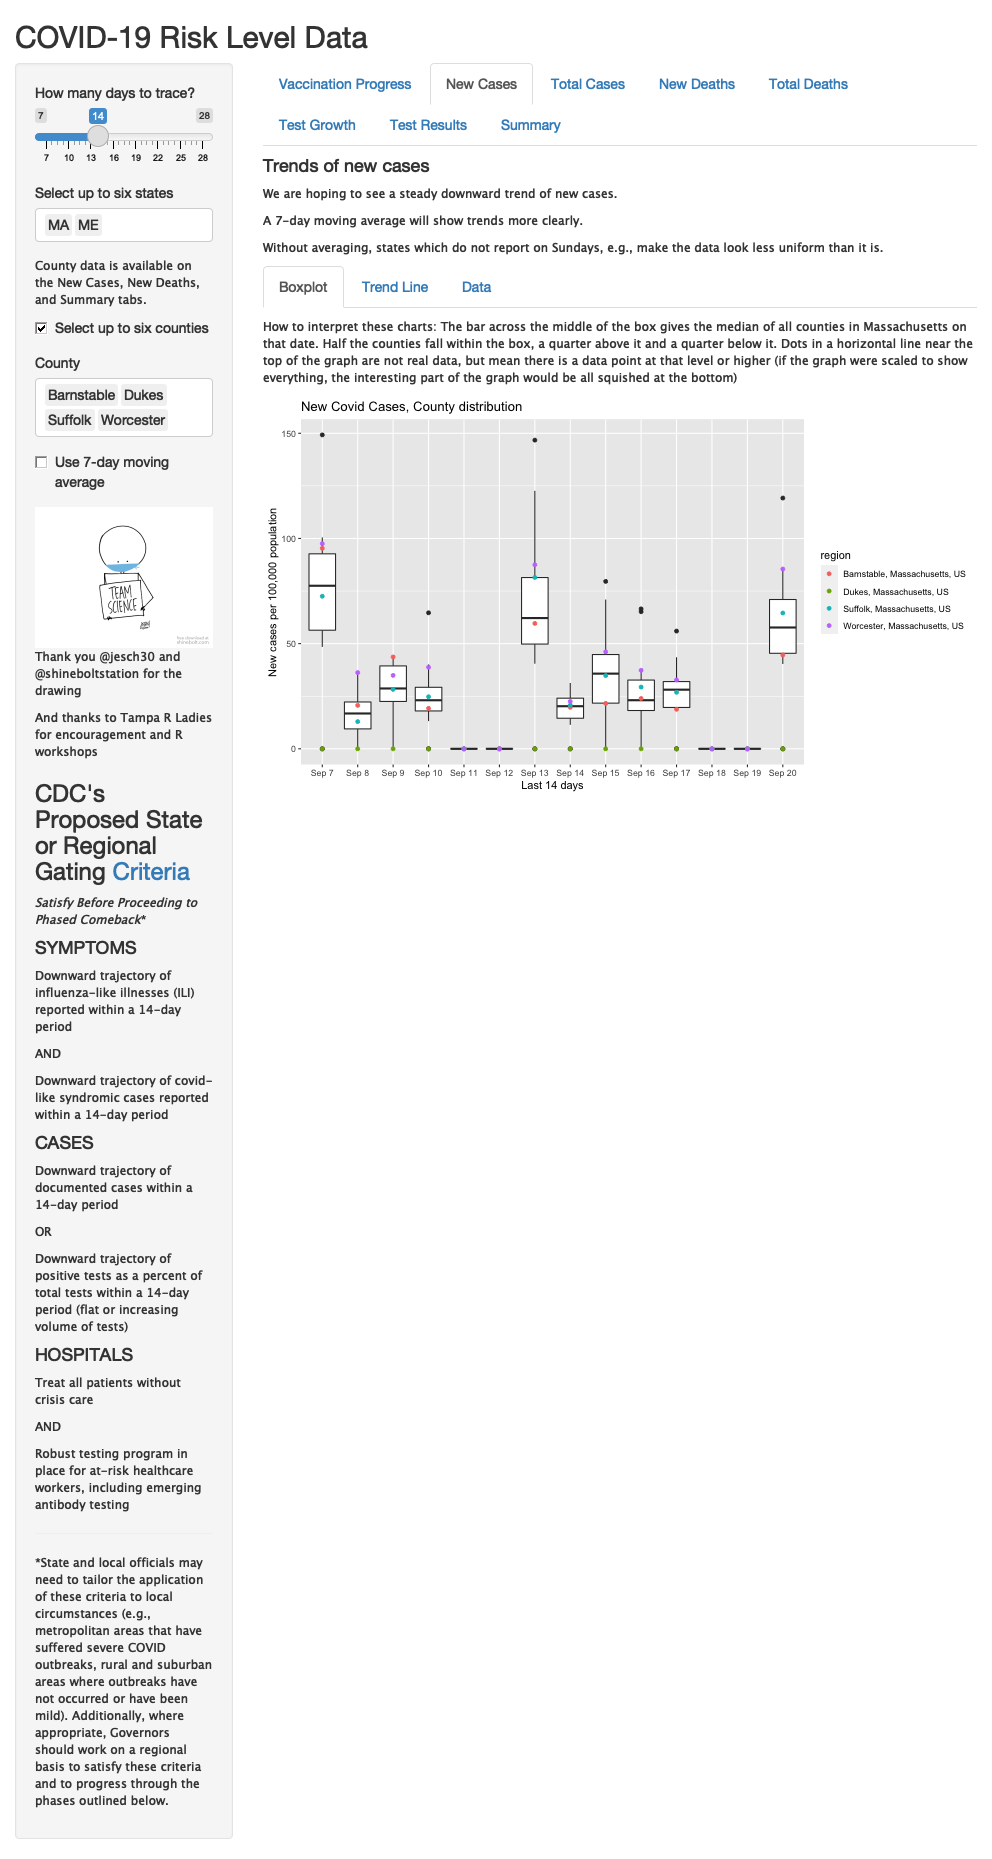 COVID-19 Risk Level Data
How many days to trace?
7
14
28
7 10 13 16 19 22 25 28
Select up to six states
MA ME
County data is available on
the New Cases, New Deaths,
and Summary tabs.
Select up to six counties
County
Barnstable Dukes
Suffolk Worcester
Use 7-day moving
average
TEAM
SCIENCE
Thank you @jesch30 and
@shineboltstation for the
drawing
And thanks to Tampa R Ladies
for encouragement and R
workshops
CDC's
Proposed State
or Regional
Gating Criteria
Satisfy Before Proceeding to
Phased Comeback*
SYMPTOMS
Downward trajectory of
influenza-like illnesses (ILI)
reported within a 14-day
period
AND
Downward trajectory of covid-
like syndromic cases reported
within a 14-day period
CASES
Downward trajectory of
documented cases within a
14-day period
OR
Downward trajectory of
positive tests as a percent of
total tests within a 14-day
period (flat or increasing
volume of tests)
HOSPITALS
Treat all patients without
crisis care
AND
Robust testing program in
place for at-risk healthcare
workers, including emerging
antibody testing
*State and local officials may
need to tailor the application
of these criteria to local
circumstances (e.g.,
metropolitan areas that have
suffered severe COVID
outbreaks, rural and suburban
areas where outbreaks have
not occurred or have been
mild). Additionally, where
appropriate, Governors
should work on a regional
basis to satisfy these criteria
and to progress through the
phases outlined below.
Vaccination Progress New Cases Total Cases New Deaths Total Deaths
Test Growth Test Results Summary
Trends of new cases
We are hoping to see a steady downward trend of new cases.
A 7-day moving average will show trends more clearly.
Without averaging, states which do not report on Sundays, e.g., make the data look less uniform than it is.
Boxplot Trend Line Data
How to interpret these charts: The bar across the middle of the box gives the median of all counties in Massachusetts on
that date. Half the counties fall within the box, a quarter above it and a quarter below it. Dots in a horizontal line near the
top of the graph are not real data, but mean there is a data point at that level or higher (if the graph were scaled to show
everything, the interesting part of the graph would be all squished at the bottom)
New Covid Cases, County distribution
New cases per 100,000 population
150
100
50
0
Sep 7 Sep 8 Sep 9 Sep 10 Sep 11 Sep 12 Sep 13 Sep 14 Sep 15 Sep 16 Sep 17 Sep 18 Sep 19 Sep 20
Last 14 days
region
Barnstable, Massachusetts, US
Dukes, Massachusetts, US
Suffolk, Massachusetts, US
Worcester, Massachusetts, US